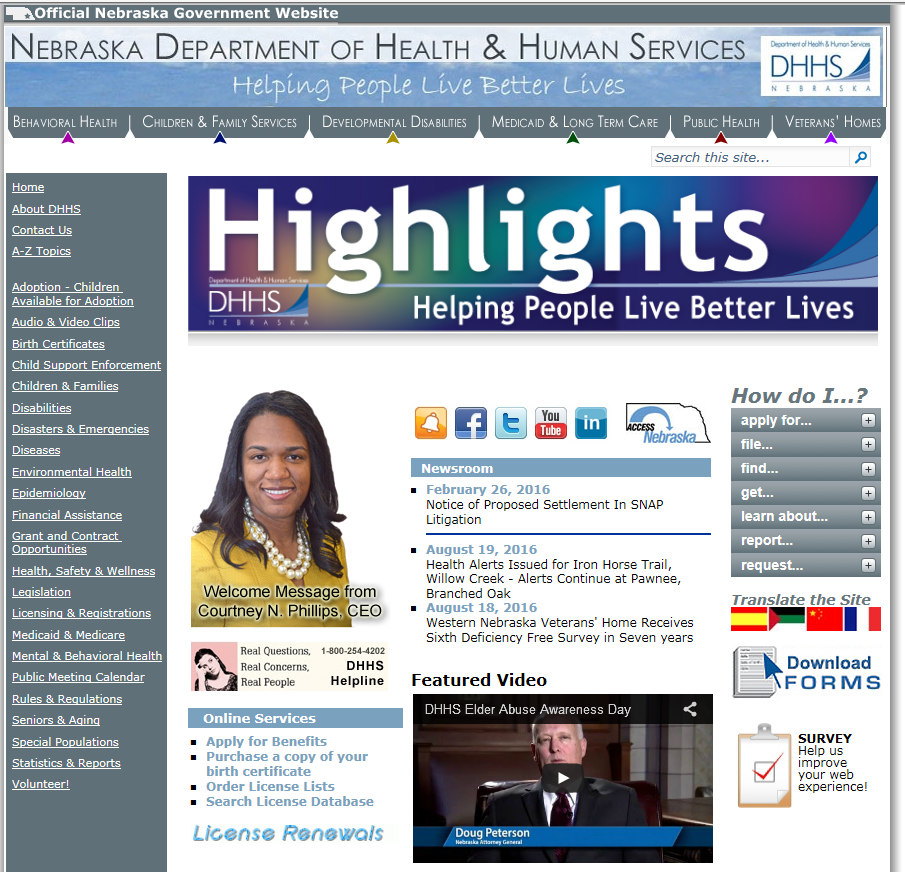 Official Nebraska Government Website
NEBRASKA DEPARTMENT OF HEALTH & HUMAN SERVICES
Helping People Live Better Lives
Department of Health & Human Services
DHHS
NEBRASKA
BEHAVIORAL HEALTH | CHILDREN & FAMILY SERVICES | DEVELOPMENTAL DISABILITIES | MEDICAID & LONG TERM CARE | PUBLIC HEALTH | VETERANS' HOMES
Search this site...
Home
About DHHS
Contact Us
A-Z Topics
Adoption - Children
Available for Adoption
Audio & Video Clips
Birth Certificates
Child Support Enforcement
Children & Families
Disabilities
Disasters & Emergencies
Diseases
Environmental Health
Epidemiology
Financial Assistance
Grant and Contract
Opportunities
Health, Safety & Wellness
Legislation
Licensing & Registrations
Medicaid & Medicare
Mental & Behavioral Health
Public Meeting Calendar
Rules & Regulations
Seniors & Aging
Special Populations
Statistics & Reports
Volunteer!
Highlights
Department of Health & Human Services
DHHS
NEBRASKA
Helping People Live Better Lives
Welcome Message from
Courtney N. Phillips, CEO
Real Questions, 1-800-254-4202
Real Concerns, DHHS
Real People Helpline
Online Services
Apply for Benefits
Purchase a copy of your
birth certificate
Order License Lists
Search License Database
License Renewals
You
Tube
in
ACCESS
Nebraska
Newsroom
February 26, 2016
Notice of Proposed Settlement In SNAP
Litigation
August 19, 2016
Health Alerts Issued for Iron Horse Trail,
Willow Creek - Alerts Continue at Pawnee,
Branched Oak
August 18, 2016
Western Nebraska Veterans' Home Receives
Sixth Deficiency Free Survey in Seven years
Featured Video
DHHS Elder Abuse Awareness Day
Doug Peterson
Nebraska Attorney General
How do I...?
apply for...
file...
find...
get...
learn about...
report...
request...
Translate the Site
Download
FORMS
SURVEY
Help us
improve
your web
experience!